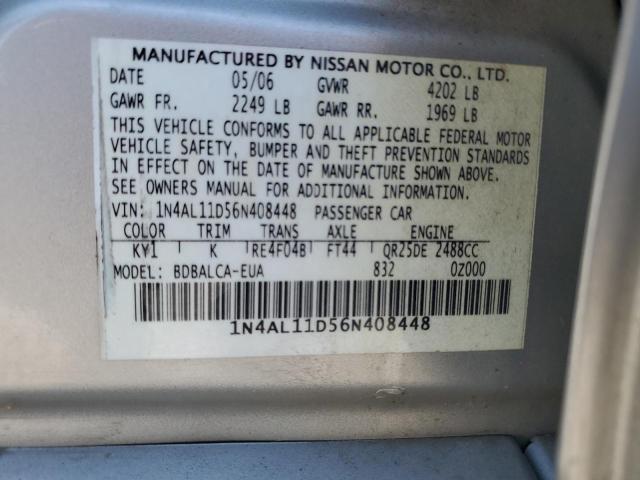 MANUFACTURED BY NISSAN MOTOR CO., LTD.
DATE 05/06 GVWR 4202 LB
GAWR FR. 2249 LB GAWR RR. 1969 LB
THIS VEHICLE CONFORMS TO ALL APPLICABLE FEDERAL MOTOR
VEHICLE SAFETY, BUMPER AND THEFT PREVENTION STANDARDS
IN EFFECT ON THE DATE OF MANUFACTURE SHOWN ABOVE.
SEE OWNERS MANUAL FOR ADDITIONAL INFORMATION.
VIN: 1N4AL11D56N408448 PASSENGER CAR
COLOR TRIM TRANS AXLE ENGINE
KY1 K RE4F04B FT44 QR25DE 2488CC
MODEL: BDBALCA-EUA 832 0Z000
1N4AL11D56N408448